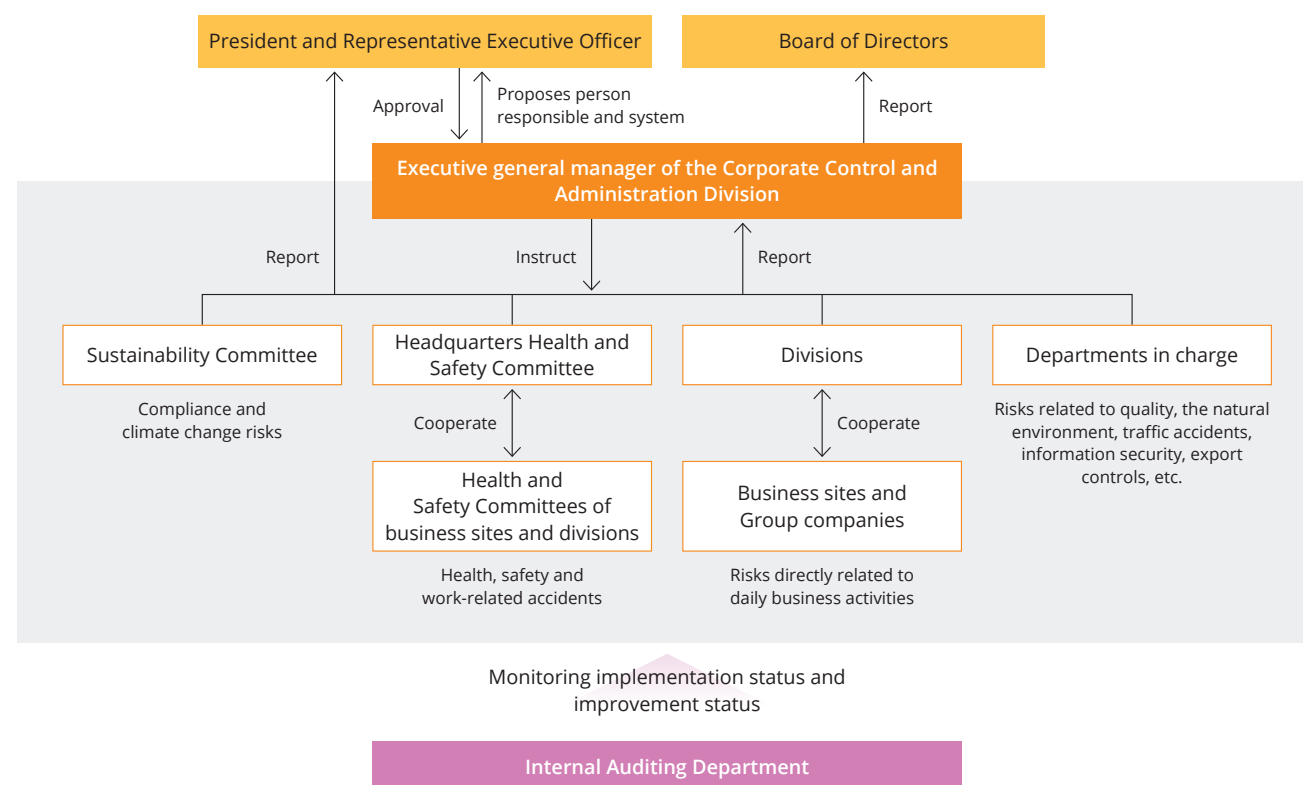 President and Representative Executive Officer
Board of Directors
Approval
Proposes person
responsible and system
Report
Executive general manager of the Corporate Control and
Administration Division
Report
Instruct
Report
Sustainability Committee
Compliance and
climate change risks
Headquarters Health and
Safety Committee
Cooperate
Health and
Safety Committees of
business sites and divisions
Health, safety and
work-related accidents
Divisions
Cooperate
Business sites and
Group companies
Risks directly related to
daily business activities
Departments in charge
Risks related to quality, the natural
environment, traffic accidents,
information security, export
controls, etc.
Monitoring implementation status and
improvement status
Internal Auditing Department